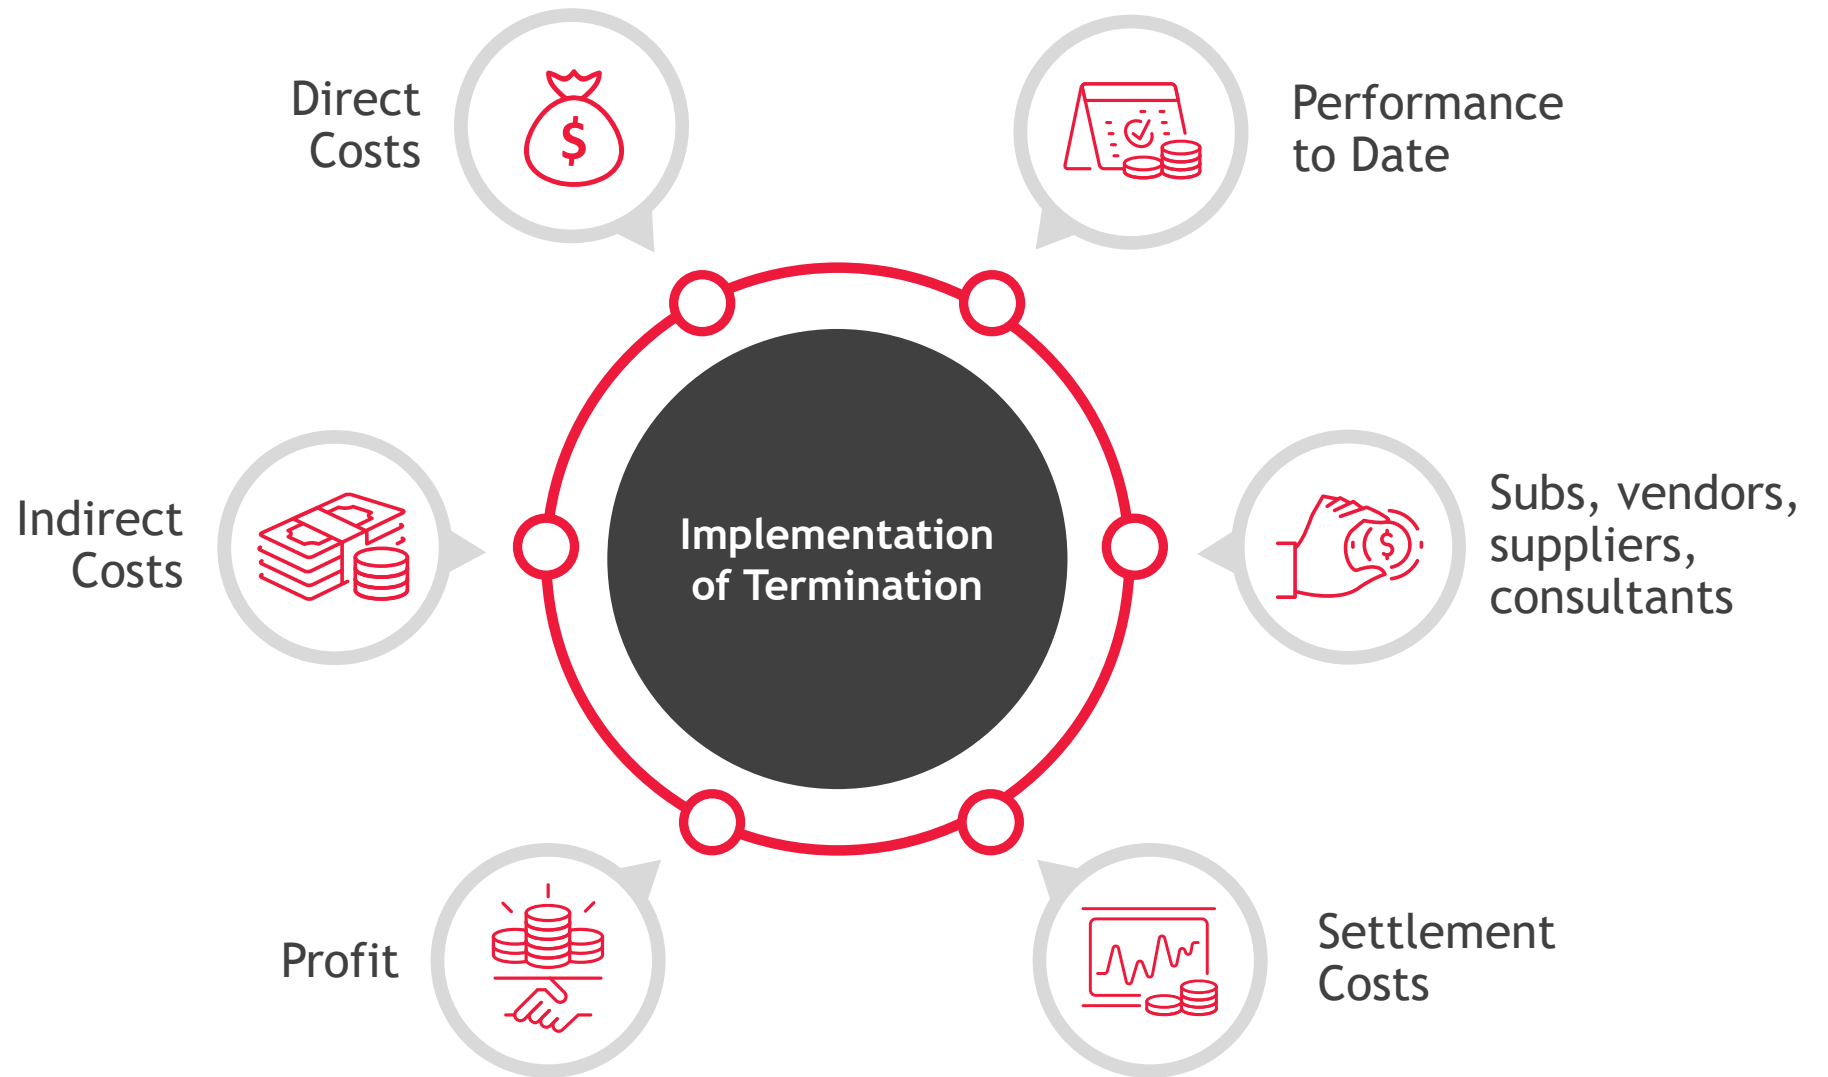 Direct
Costs
$
Performance
to Date
Indirect
Costs
Implementation
of Termination
Subs, vendors,
suppliers,
consultants
$
Profit
Settlement
Costs